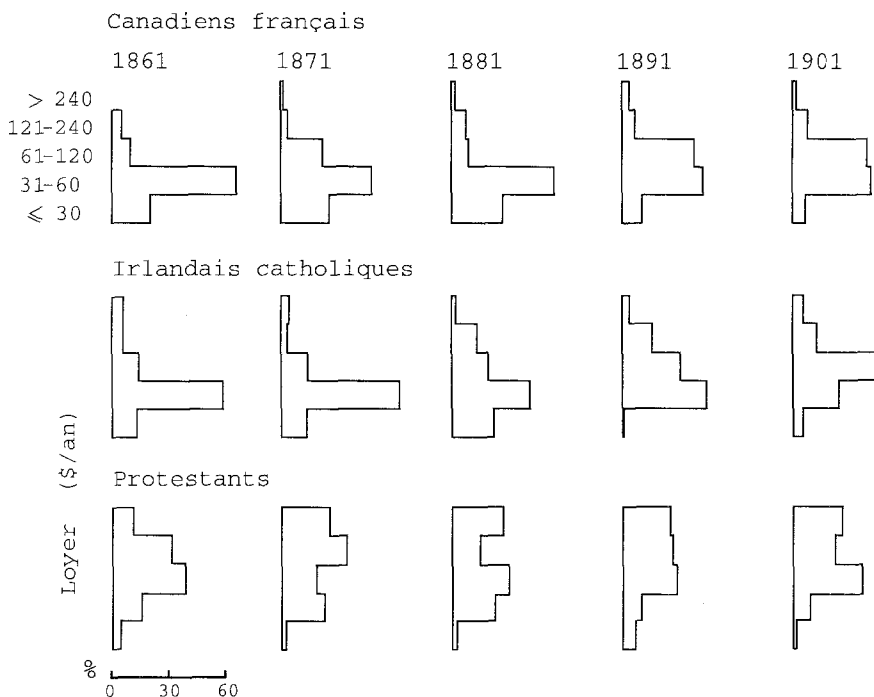 Canadiens français
1861 1871 1881 1891 1901
> 240
121-240
61-120
31-60
⩽ 30
Irlandais catholiques
Protestants
Loyer ($/an)
%
0 30 60